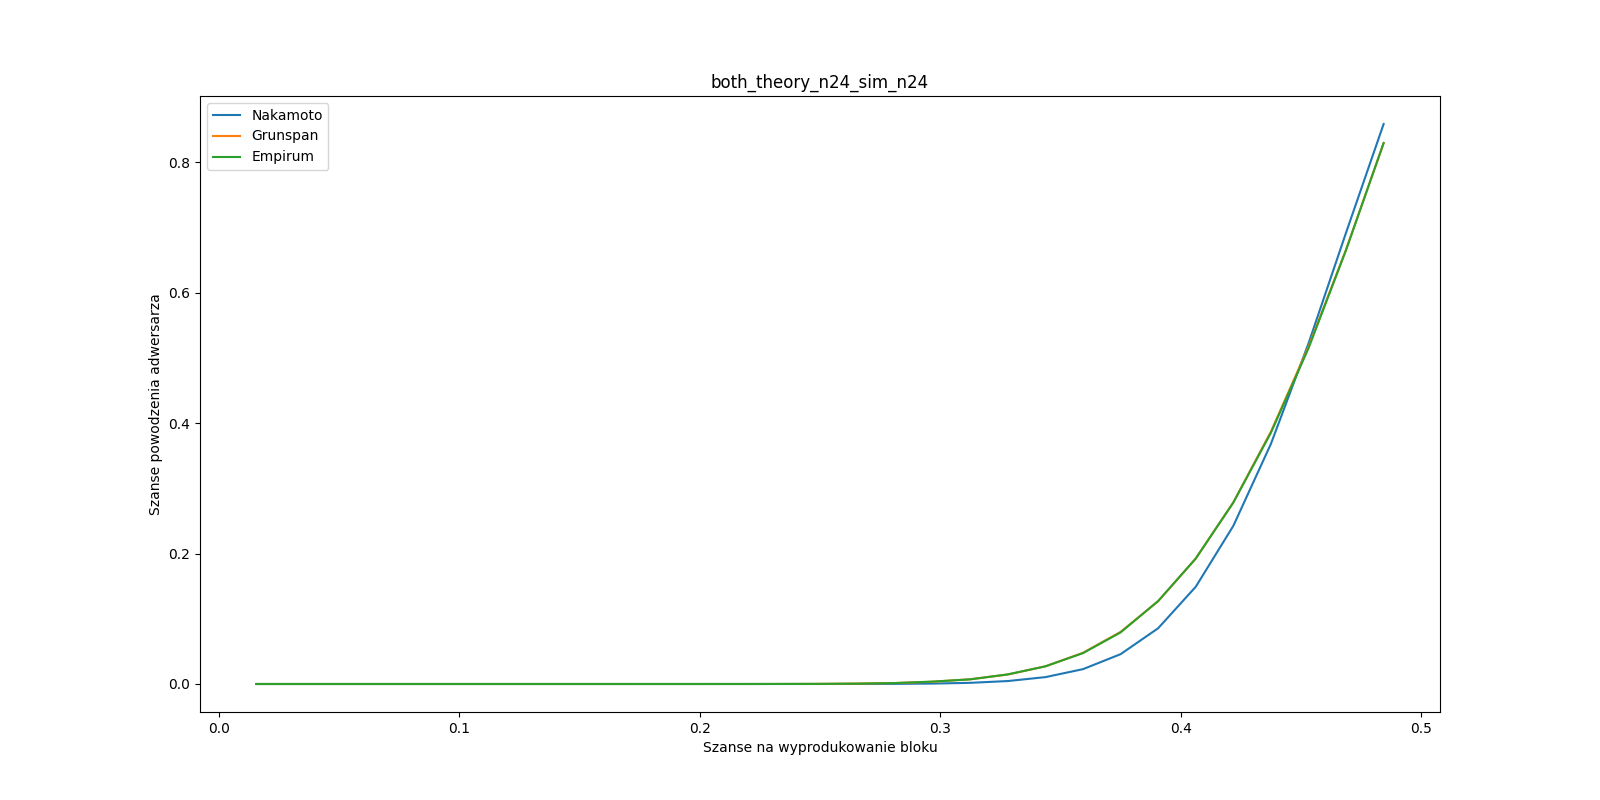 both_theory_n24_sim_n24
Nakamoto
Grunspan
Empirum
Szanse powodzenia adwersarza
0.8
0.6
0.4
0.2
0.0
0.0 0.1 0.2 0.3 0.4 0.5
Szanse na wyprodukowanie bloku